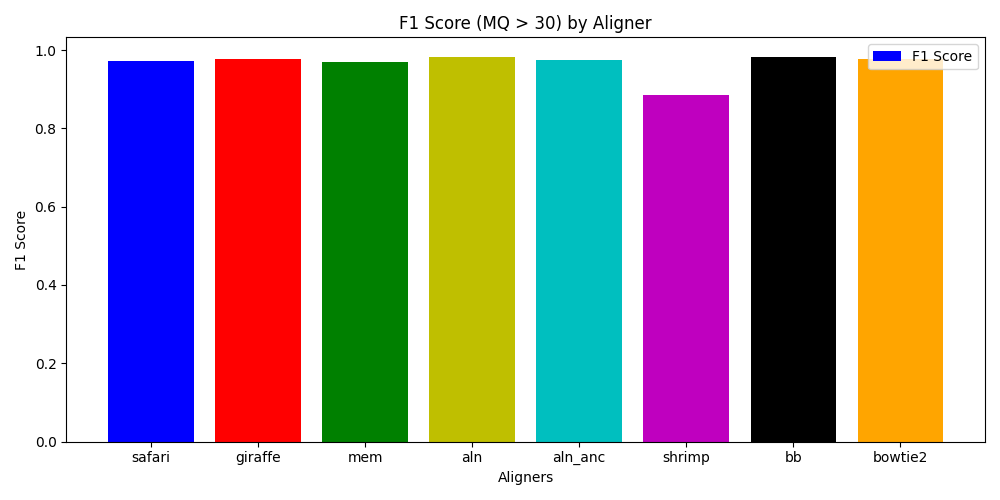 F1 Score (MQ > 30) by Aligner
F1 Score
1.0
0.8
0.6
0.4
0.2
0.0
F1 Score
safari giraffe mem aln aln_anc shrimp bb bowtie2
Aligners